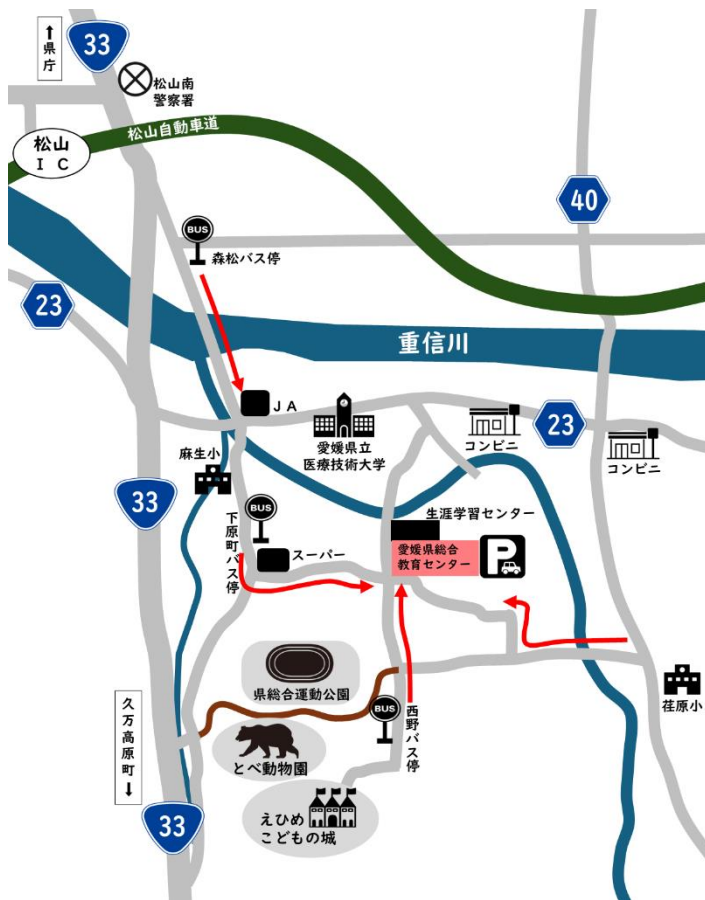 ↑県庁
33
松山南
警察署
松山自動車道
松山
ＩＣ
40
BUS
森松バス停
23
重信川
ＪＡ
愛媛県立
医療技術大学
コンビニ
23
コンビニ
麻生小
33
BUS
下原町バス停
スーパー
生涯学習センター
愛媛県総合
教育センター
P
県総合運動公園
荏原小
久万高原町↓
BUS
西野バス停
とべ動物園
えひめ
こどもの城
33